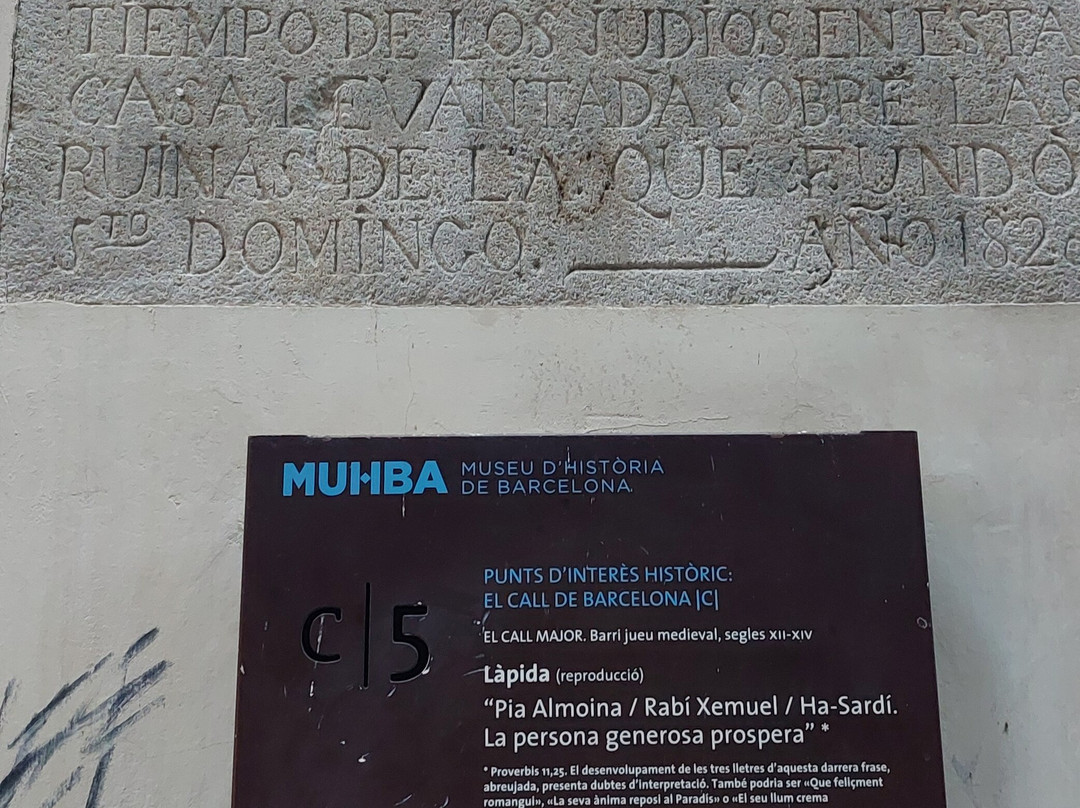 TIEMPO DE LOS JUDIOS EN ESTA
CASA LEVANTADA SOBRE LAS
RUINAS DE LA QUE FUNDÒ
STO DOMINGO. AÑO 182
MUHBA MUSEU D'HISTÒRIA
DE BARCELONA
C|5
PUNTS D'INTERÈS HISTÒRIC:
EL CALL DE BARCELONA |C|
EL CALL MAJOR. Barri jueu medieval, segles XII-XIV
Làpida (reproducció)
“Pia Almoina / Rabí Xemuel / Ha-Sardí.
La persona generosa prospera” *
* Proverbis 11,25. El desenvolupament de les tres lletres d'aquesta darrera frase,
abreujada, presenta dubtes d'interpretació. També podria ser «Que feliçment
romangui», «La seva ànima reposi al Paradís» o «El seu llum crema